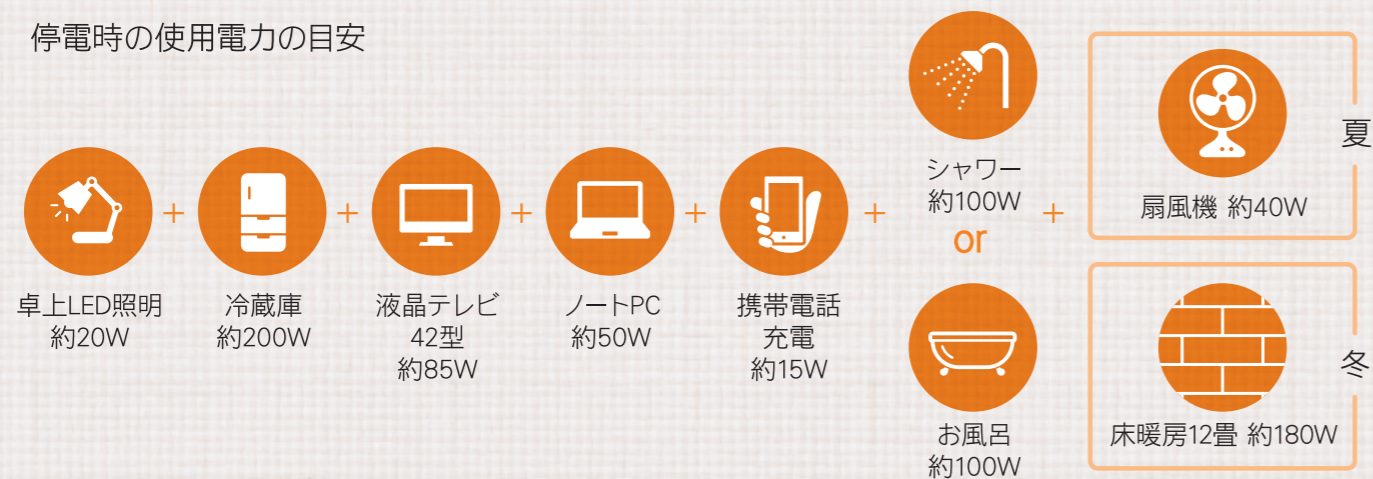 停電時の使用電力の目安
卓上LED照明
約20W
+
冷蔵庫
約200W
+
液晶テレビ
42型
約85W
+
ノートPC
約50W
+
携帯電話
充電
約15W
+
シャワー
約100W
or
お風呂
約100W
+
扇風機 約40W
夏
床暖房12畳 約180W
冬